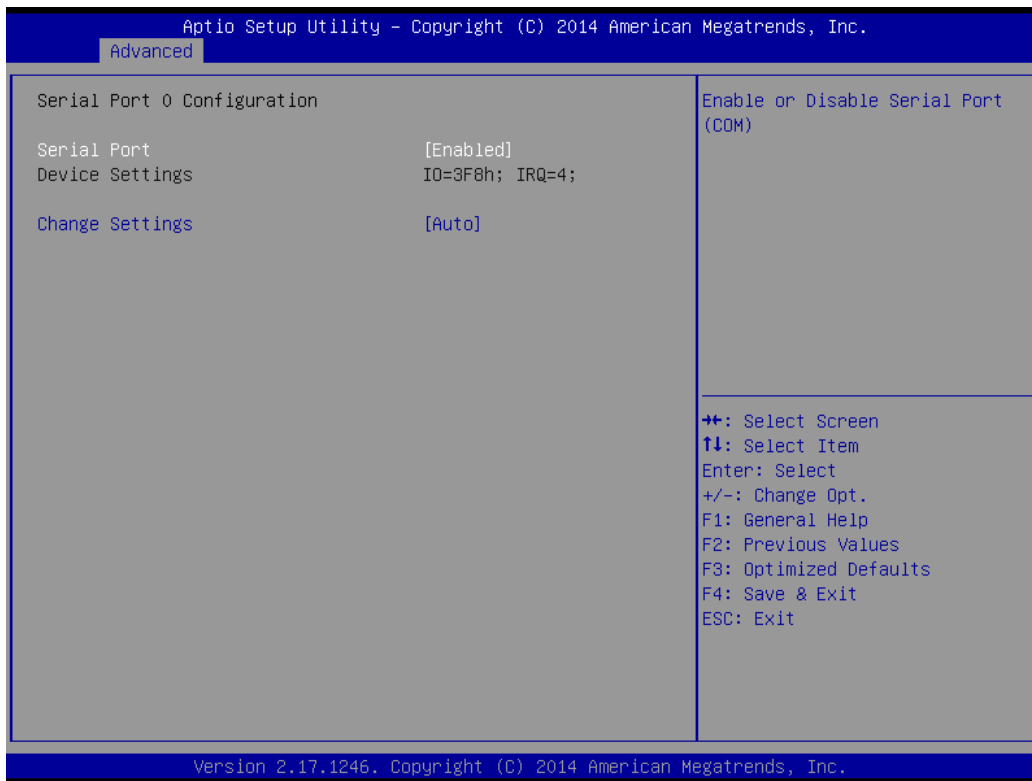 Aptio Setup Utility – Copyright (C) 2014 American Megatrends, Inc.
Advanced
Serial Port 0 Configuration
Serial Port [Enabled]
Device Settings IO=3F8h; IRQ=4;
Change Settings [Auto]
Enable or Disable Serial Port
(COM)
→←: Select Screen
↑↓: Select Item
Enter: Select
+/-: Change Opt.
F1: General Help
F2: Previous Values
F3: Optimized Defaults
F4: Save & Exit
ESC: Exit
Version 2.17.1246. Copyright (C) 2014 American Megatrends, Inc.